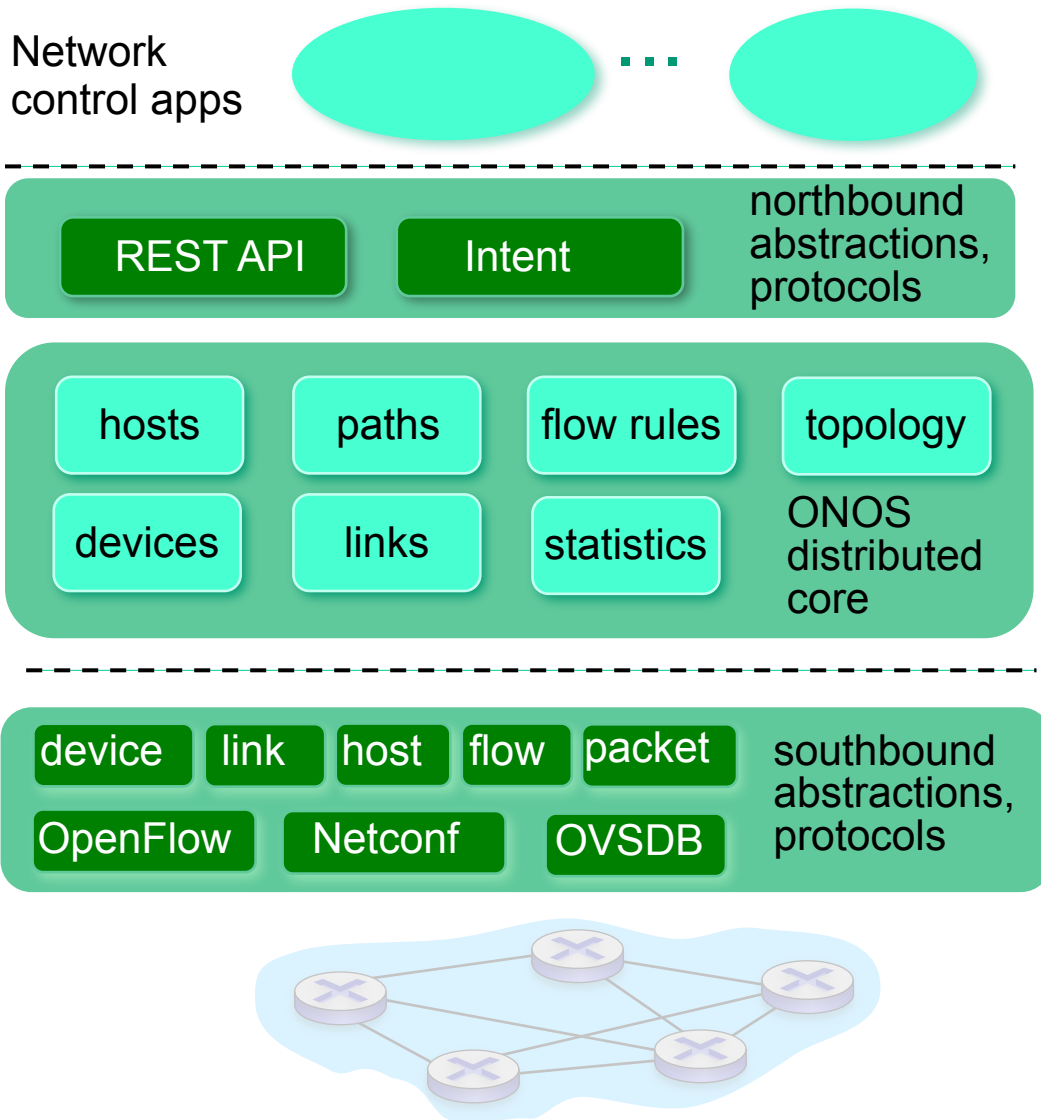 Network
control apps
...
REST API
Intent
northbound
abstractions,
protocols
hosts
paths
flow rules
topology
devices
links
statistics
ONOS
distributed
core
device
link
host
flow
packet
southbound
abstractions,
protocols
OpenFlow
Netconf
OVSDB